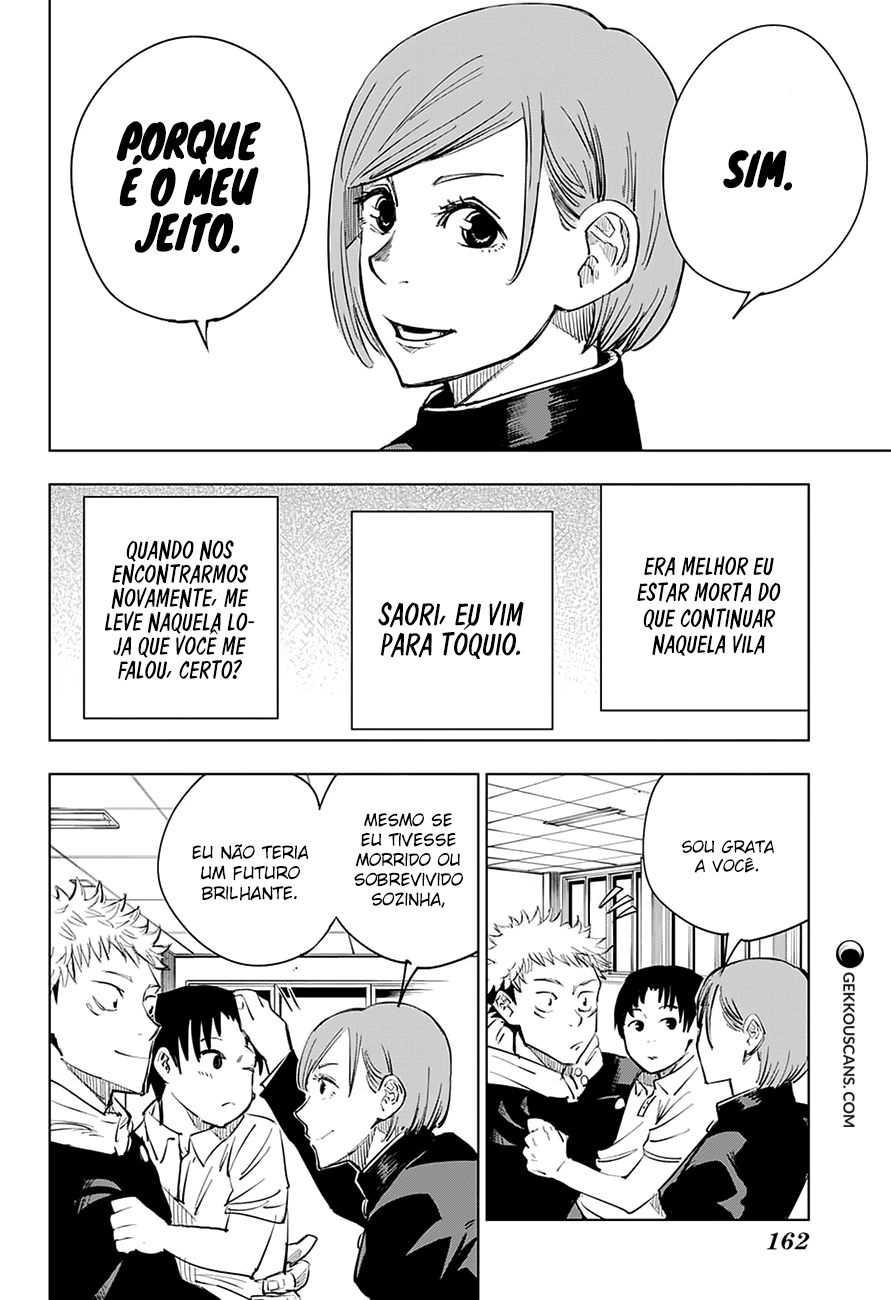 SIM.
PORQUE
É O MEU
JEITO.
ERA MELHOR EU
ESTAR MORTA DO
QUE CONTINUAR
NAQUELA VILA
SAORI, EU VIM
PARA TÓQUIO.
QUANDO NOS
ENCONTRARMOS
NOVAMENTE, ME
LEVE NAQUELA LO-
JA QUE VOCÊ ME
FALOU, CERTO?
SOU GRATA
A VOCÊ.
MESMO SE
EU TIVESSE
MORRIDO OU
SOBREVIVIDO
SOZINHA,
EU NÃO TERIA
UM FUTURO
BRILHANTE.
GEKKOUSCANS.COM
162